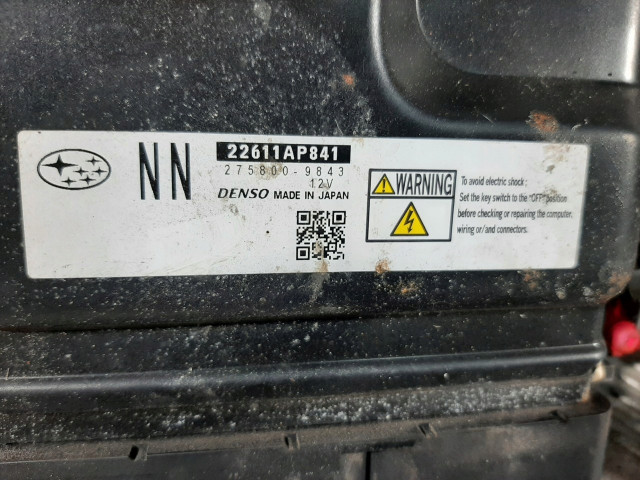 NN
22611AP841
275800-9843
12V
DENSO MADE IN JAPAN
WARNING
To avoid electric shock :
Set the key switch to the "OFF" position
before checking or repairing the computer,
wiring or/and connectors.